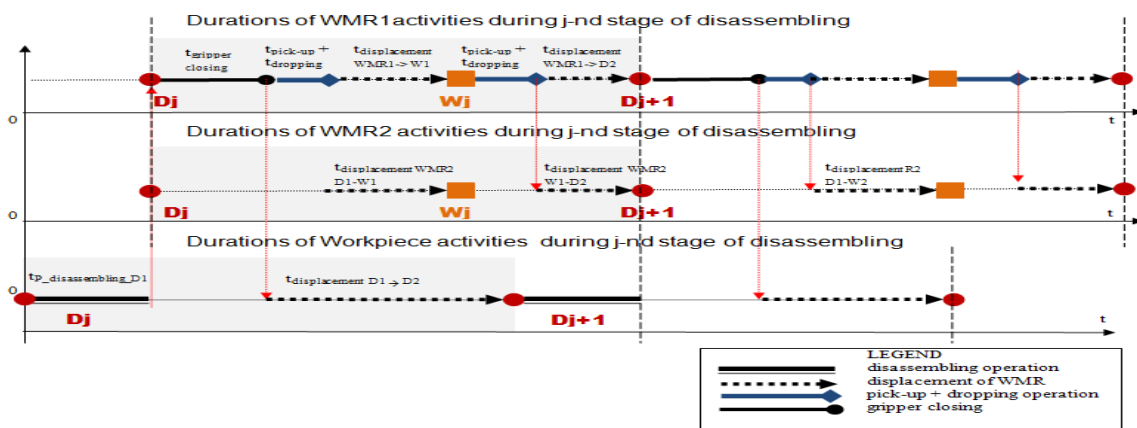 Durations of WMR1 activities during j-nd stage of disassembling
tgripper
closing
tpick-up +
tdropping
tdisplacement
WMR1-> W1
tpick-up +
tdropping
tdisplacement
WMR1-> D2
Dj
Wj
Dj+1
o
t
Durations of WMR2 activities during j-nd stage of disassembling
tdisplacement WMR2
D1-W1
tdisplacement WMR2
W1-D2
tdisplacement R2
D1-W2
Dj
Wj
Dj+1
o
t
Durations of Workpiece activities during j-nd stage of disassembling
tP_disassembling_D1
tdisplacement D1 → D2
o
Dj
Dj+1
t
LEGEND
disassembling operation
displacement of WMR
pick-up + dropping operation
gripper closing